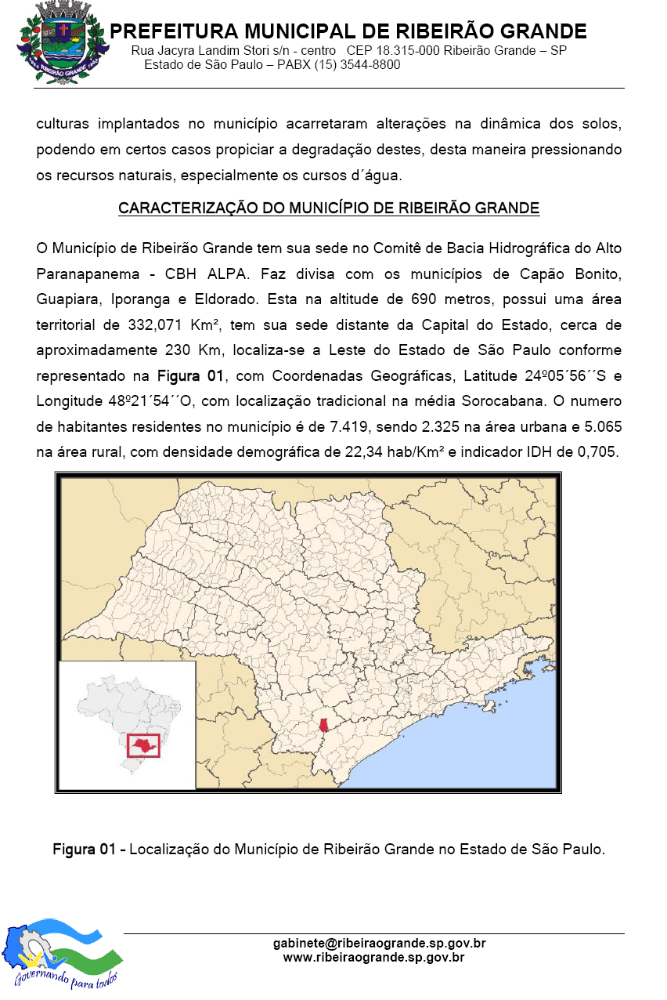 PREFEITURA MUNICIPAL DE RIBEIRÃO GRANDE
Rua Jacyra Landim Stori s/n - centro CEP 18.315-000 Ribeirão Grande – SP
Estado de São Paulo – PABX (15) 3544-8800
RIBEIRÃO GRANDE
culturas implantados no município acarretaram alterações na dinâmica dos solos,
podendo em certos casos propiciar a degradação destes, desta maneira pressionando
os recursos naturais, especialmente os cursos d´água.
CARACTERIZAÇÃO DO MUNICÍPIO DE RIBEIRÃO GRANDE
O Município de Ribeirão Grande tem sua sede no Comitê de Bacia Hidrográfica do Alto
Paranapanema - CBH ALPA. Faz divisa com os municípios de Capão Bonito,
Guapiara, Iporanga e Eldorado. Esta na altitude de 690 metros, possui uma área
territorial de 332,071 Km², tem sua sede distante da Capital do Estado, cerca de
aproximadamente 230 Km, localiza-se a Leste do Estado de São Paulo conforme
representado na Figura 01, com Coordenadas Geográficas, Latitude 24º05´56´´S e
Longitude 48º21´54´´O, com localização tradicional na média Sorocabana. O numero
de habitantes residentes no município é de 7.419, sendo 2.325 na área urbana e 5.065
na área rural, com densidade demográfica de 22,34 hab/Km² e indicador IDH de 0,705.
Figura 01 - Localização do Município de Ribeirão Grande no Estado de São Paulo.
gabinete@ribeiraogrande.sp.gov.br
www.ribeiraogrande.sp.gov.br
Governando para todos